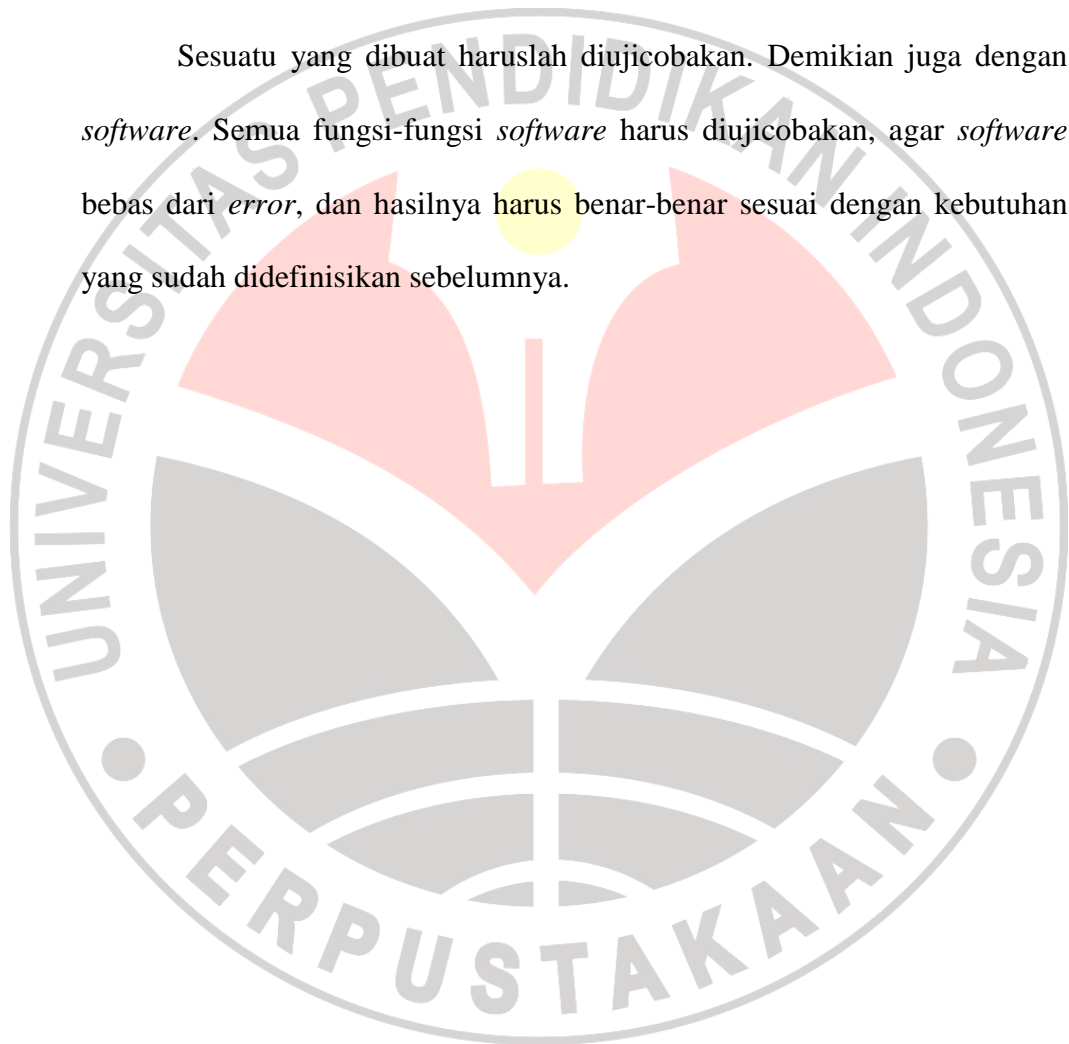 Sesuatu yang dibuat haruslah diujicobakan. Demikian juga dengan
software. Semua fungsi-fungsi software harus diujicobakan, agar software
bebas dari error, dan hasilnya harus benar-benar sesuai dengan kebutuhan
yang sudah didefinisikan sebelumnya.
UNIVERSITAS PENDIDIKAN INDONESIA
PERPUSTAKAAN